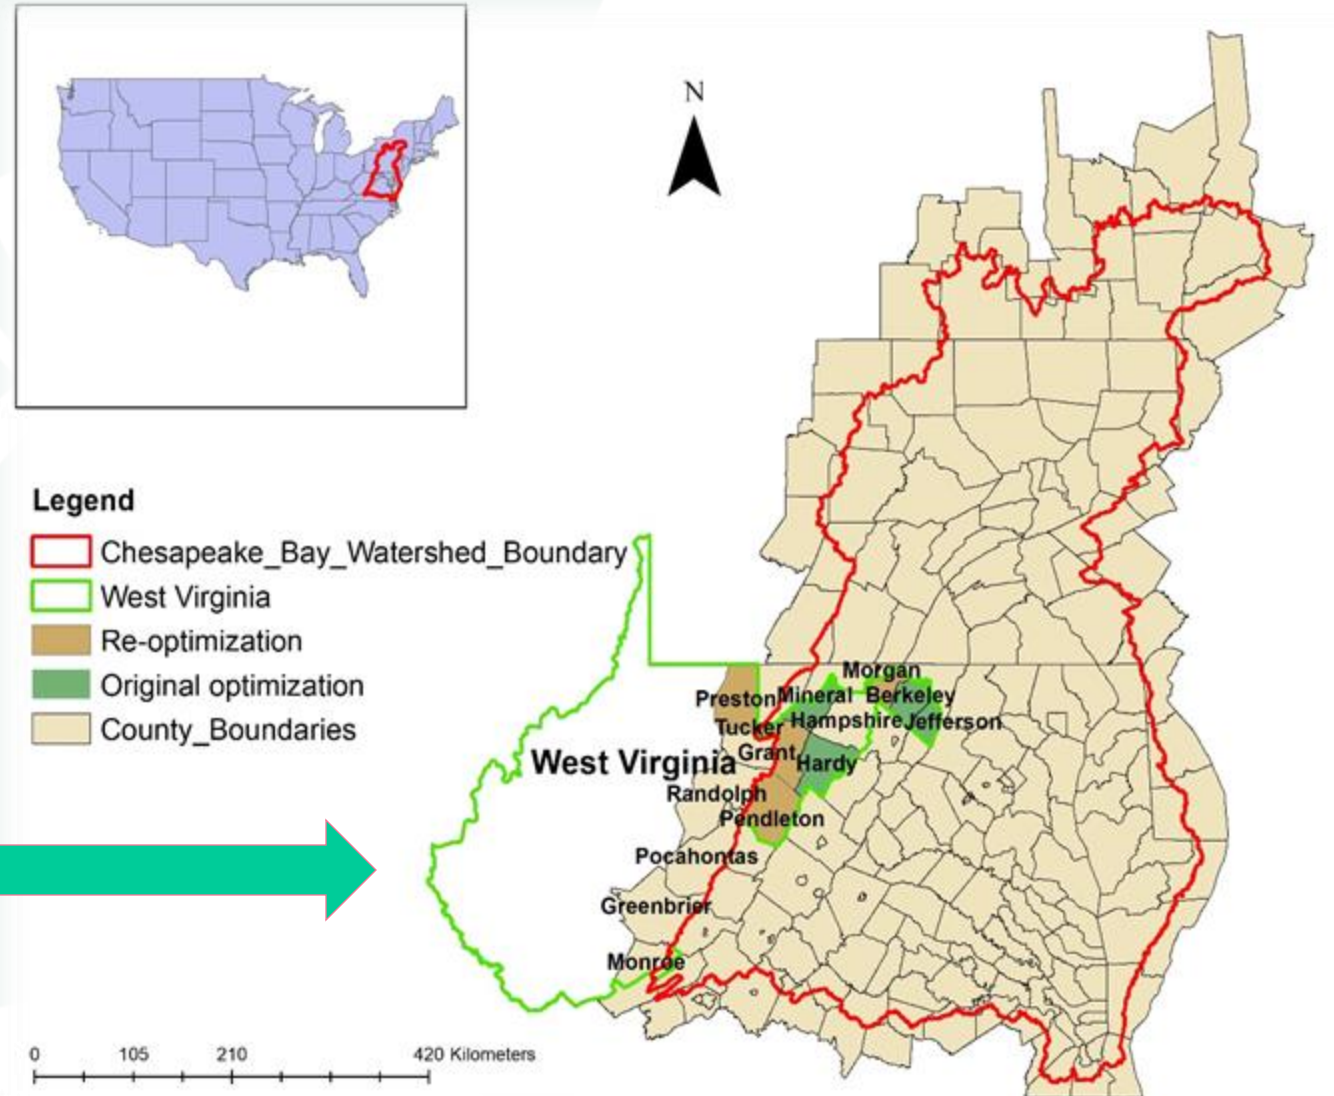 N
Legend
Chesapeake_Bay_Watershed_Boundary
West Virginia
Re-optimization
Original optimization
County_Boundaries
Morgan
Preston
Mineral
Berkeley
Tucker
Hampshire
Jefferson
Grant
West Virginia
Hardy
Randolph
Pendleton
Pocahontas
Greenbrier
Monroe
0 105 210 420 Kilometers